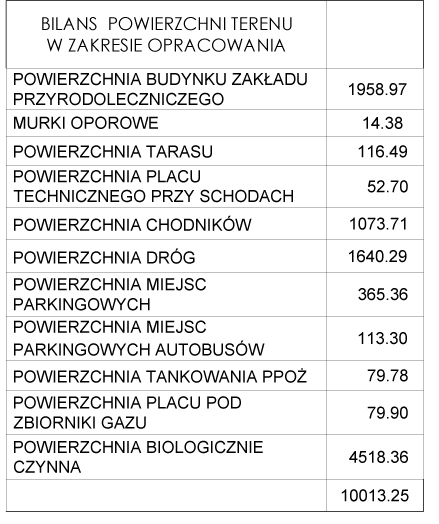 BILANS POWIERZCHNI TERENU
W ZAKRESIE OPRACOWANIA
POWIERZCHNIA BUDYNKU ZAKŁADU
PRZYRODOLECZNICZEGO
1958.97
MURKI OPOROWE
14.38
POWIERZCHNIA TARASU
116.49
POWIERZCHNIA PLACU
TECHNICZNEGO PRZY SCHODACH
52.70
POWIERZCHNIA CHODNIKÓW
1073.71
POWIERZCHNIA DRÓG
1640.29
POWIERZCHNIA MIEJSC
PARKINGOWYCH
365.36
POWIERZCHNIA MIEJSC
PARKINGOWYCH AUTOBUSÓW
113.30
POWIERZCHNIA TANKOWANIA PPOŻ
79.78
POWIERZCHNIA PLACU POD
ZBIORNIKI GAZU
79.90
POWIERZCHNIA BIOLOGICZNIE
CZYNNA
4518.36
10013.25